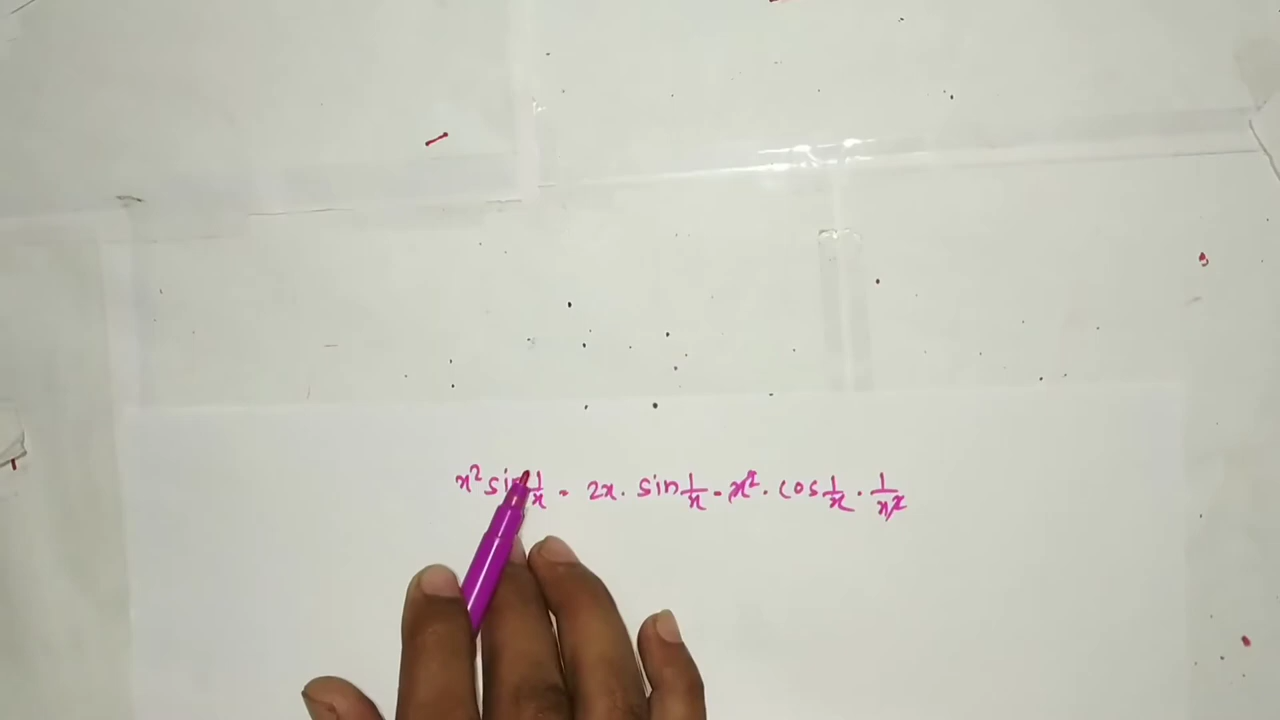 x² sin 1/x = 2x · sin 1/x - x² · cos 1/x · 1/x²